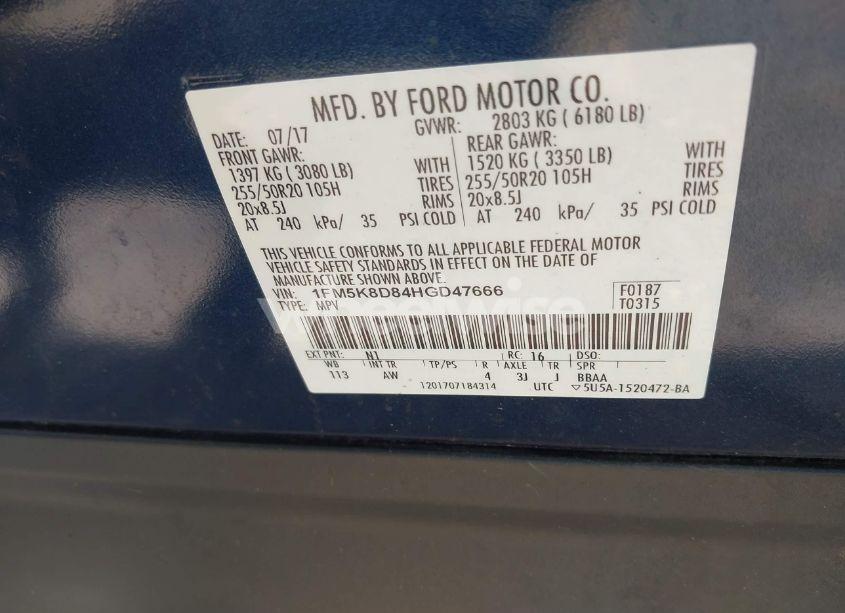 MFD. BY FORD MOTOR CO.
DATE: 07/17 GVWR: 2803 KG ( 6180 LB)
FRONT GAWR: REAR GAWR:
1397 KG ( 3080 LB) WITH 1520 KG ( 3350 LB) WITH
255/50R20 105H TIRES 255/50R20 105H TIRES
20x8.5J RIMS 20x8.5J RIMS
AT 240 kPa/ 35 PSI COLD AT 240 kPa/ 35 PSI COLD
THIS VEHICLE CONFORMS TO ALL APPLICABLE FEDERAL MOTOR
VEHICLE SAFETY STANDARDS IN EFFECT ON THE DATE OF
MANUFACTURE SHOWN ABOVE.
VIN: 1FM5K8D84HGD47666 F0187
TYPE: MPV T0315
EXT PNT: N1 RC: 16 DSO:
WB INT TR TP/PS R AXLE TR SPR
113 AW 4 3J J BBAA
1201707184314 UTC ▽5U5A-1520472-BA